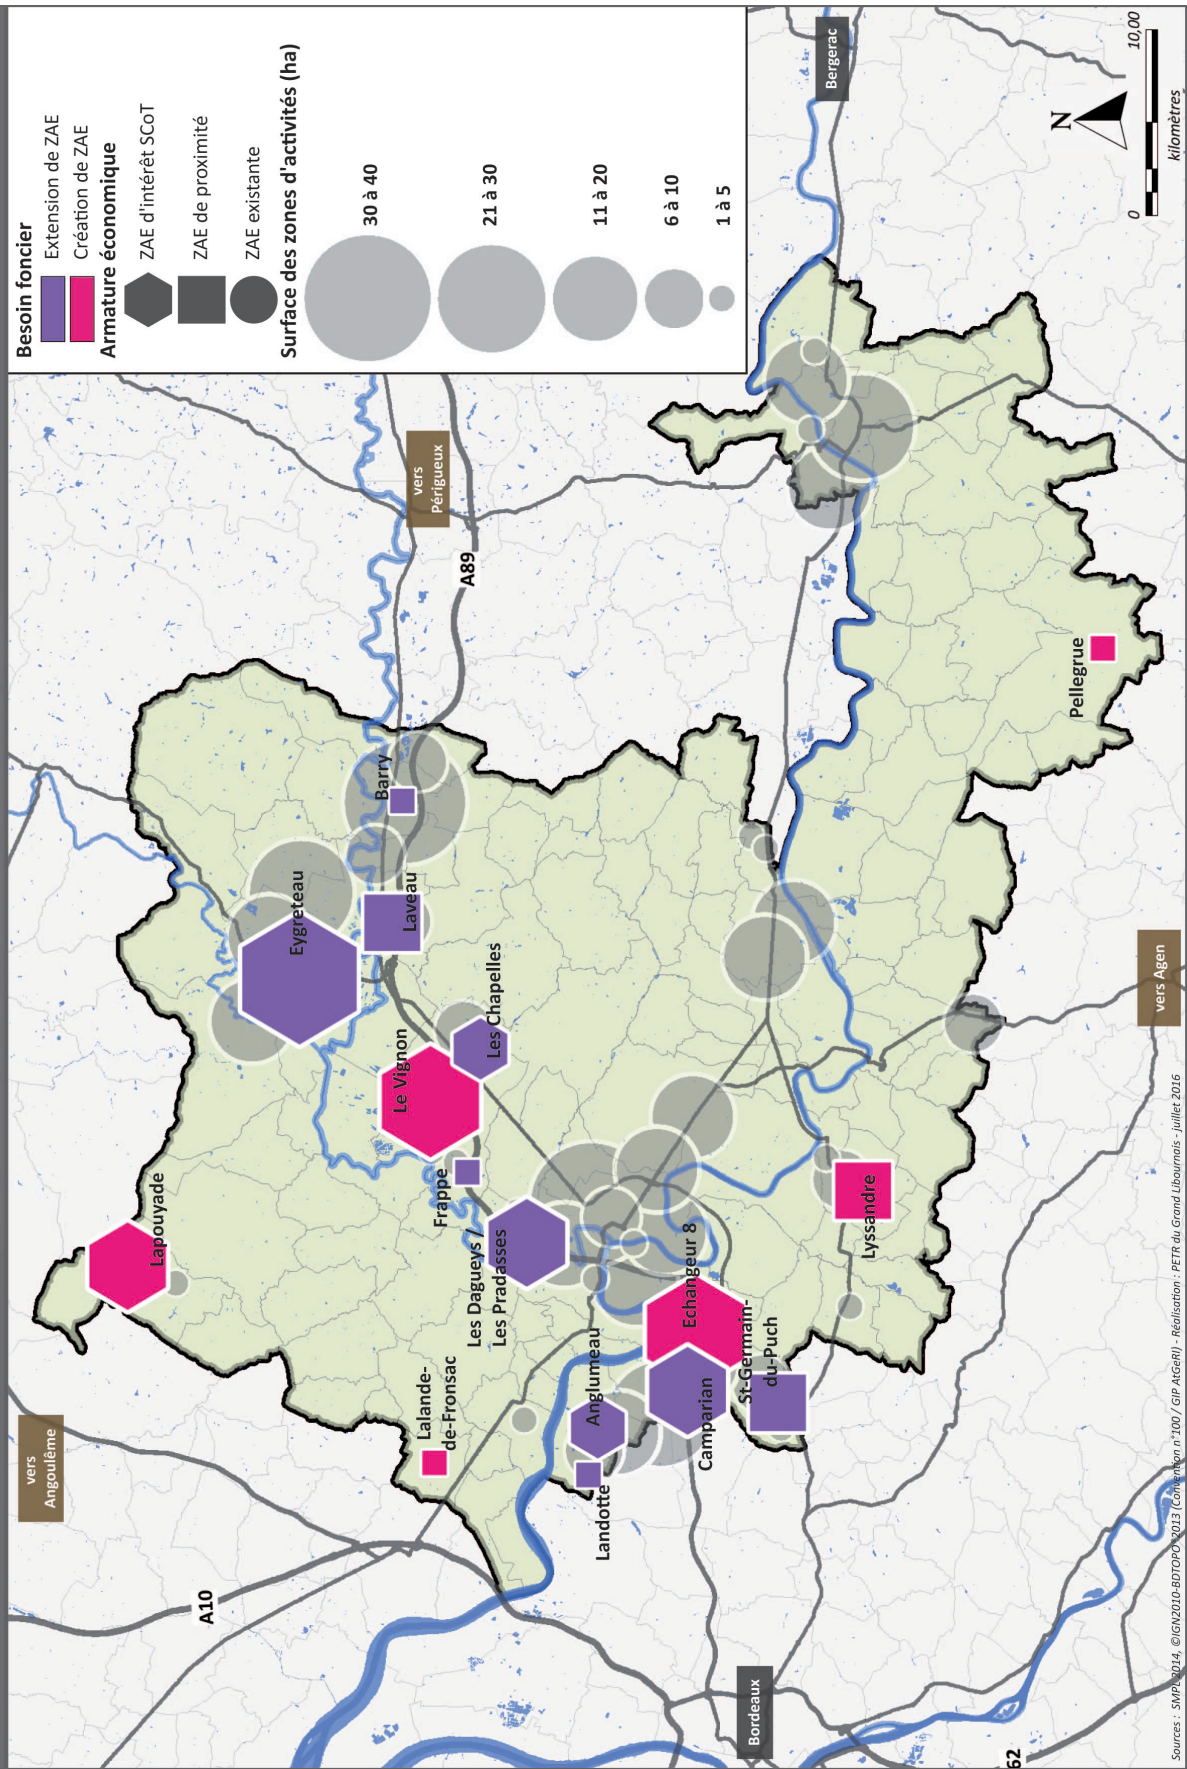 Besoin foncier
Extension de ZAE
Création de ZAE
Armature économique
ZAE d'intérêt SCoT
ZAE de proximité
ZAE existante
Surface des zones d'activités (ha)
30 à 40
21 à 30
11 à 20
6 à 10
1 à 5
vers
Angoulême
A10
Lapouyade
Lalande-
de-Fronsac
Eygreteau
Barry
Laveau
Le Vignon
Les Chapelles
Frappe
Les Dagueys /
Les Pradasses
vers
Périgueux
A89
Anglumeau
Landotte
Echangeur 8
Camparian
St-Germain-
du-Puch
Lyssandre
Bordeaux
Bergerac
Pellegrue
vers Agen
62
N
0
10,00
kilomètres
Sources : SMPL2014, ©IGN2010-BDTOPO®2013 (Convention n°100 / GIP AtGeRI) - Réalisation : PETR du Grand Libournais - juillet 2016